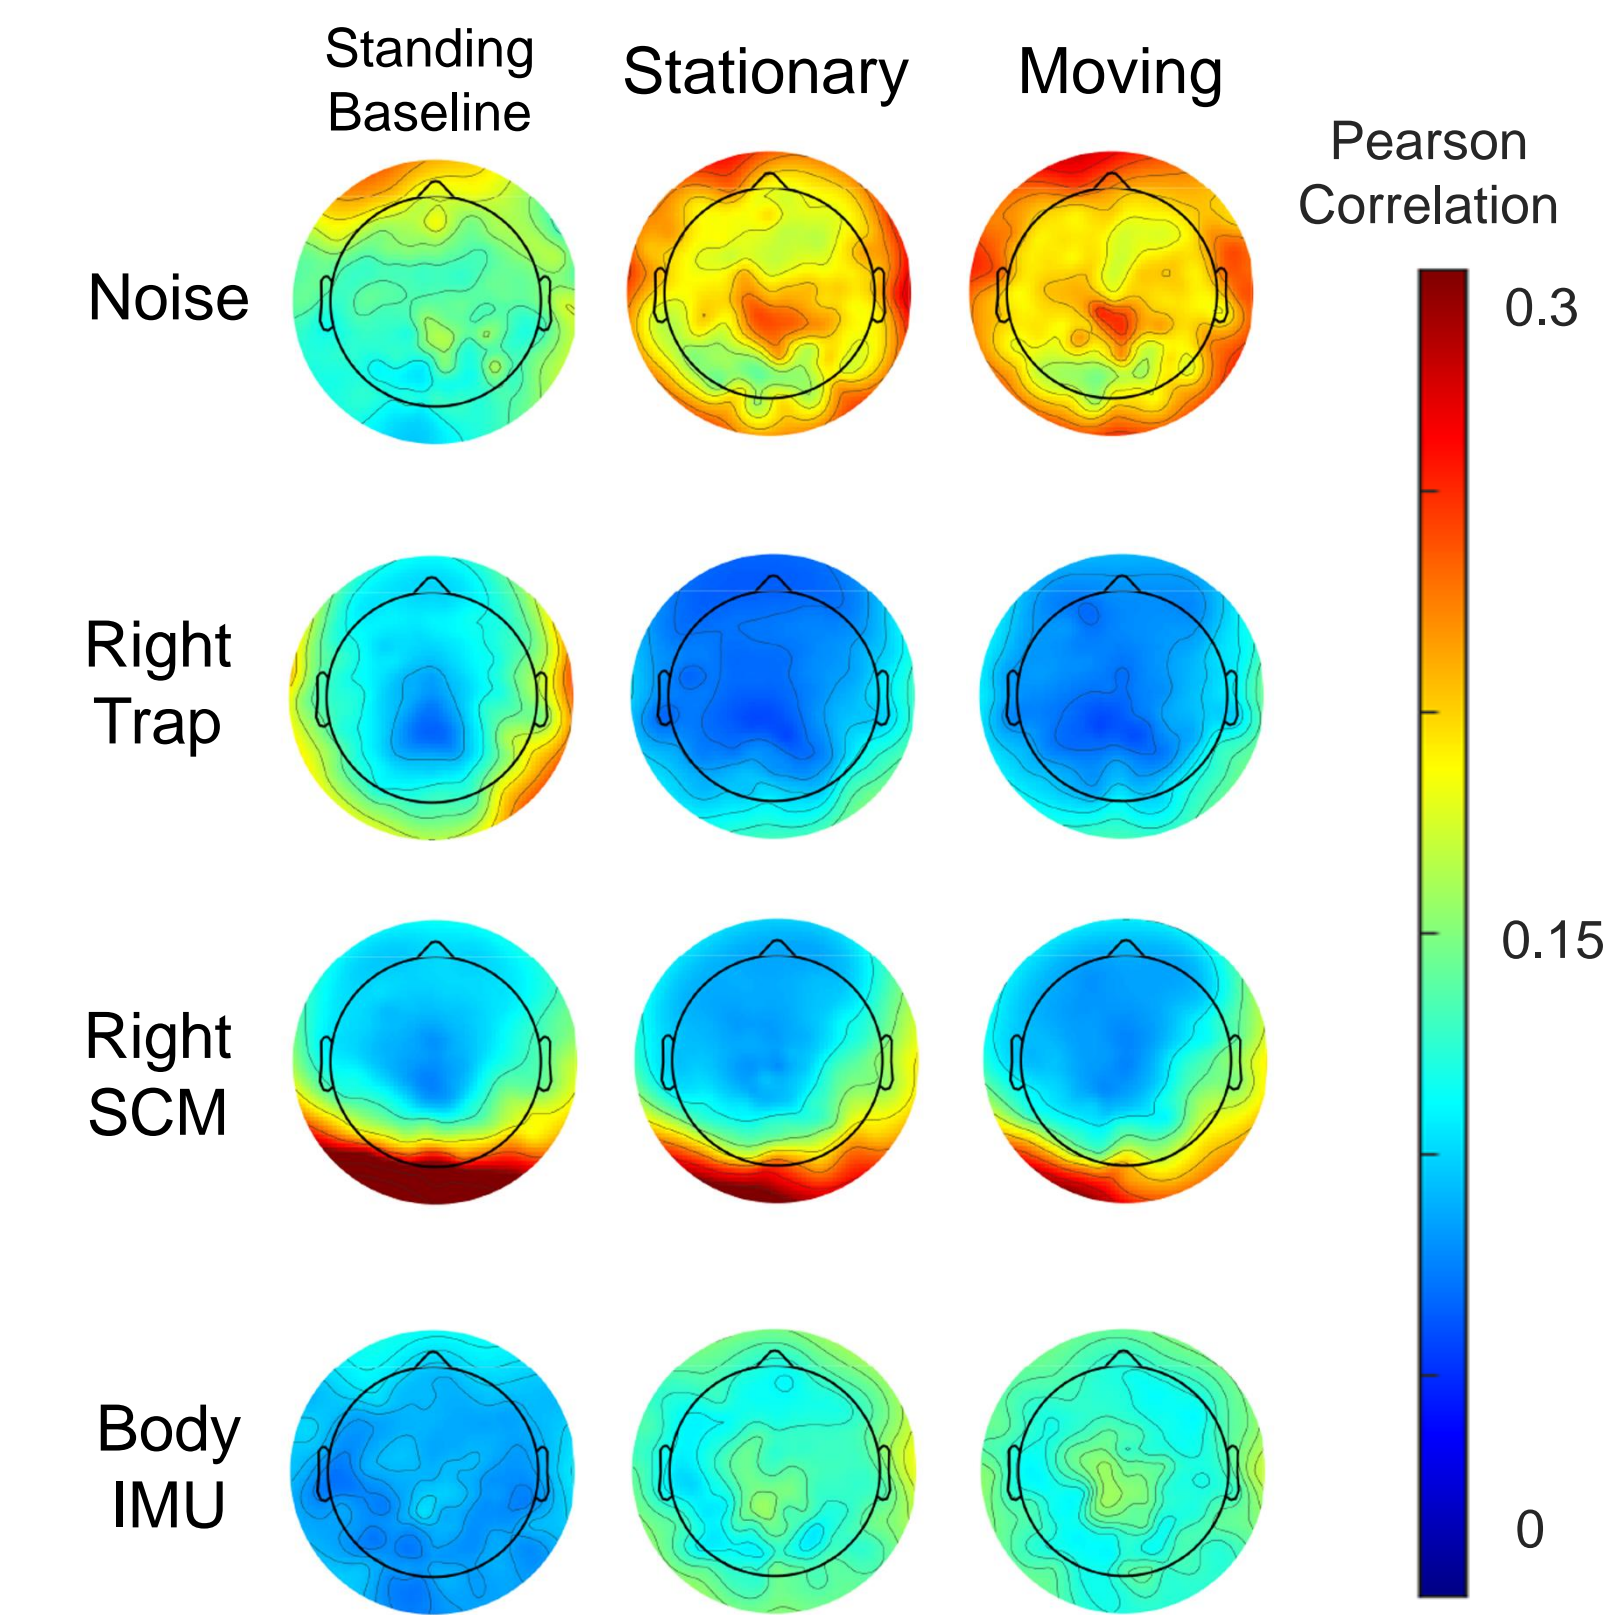 Standing
Baseline
Stationary
Moving
Pearson
Correlation
Noise
0.3
Right
Trap
0.15
Right
SCM
Body
IMU
0